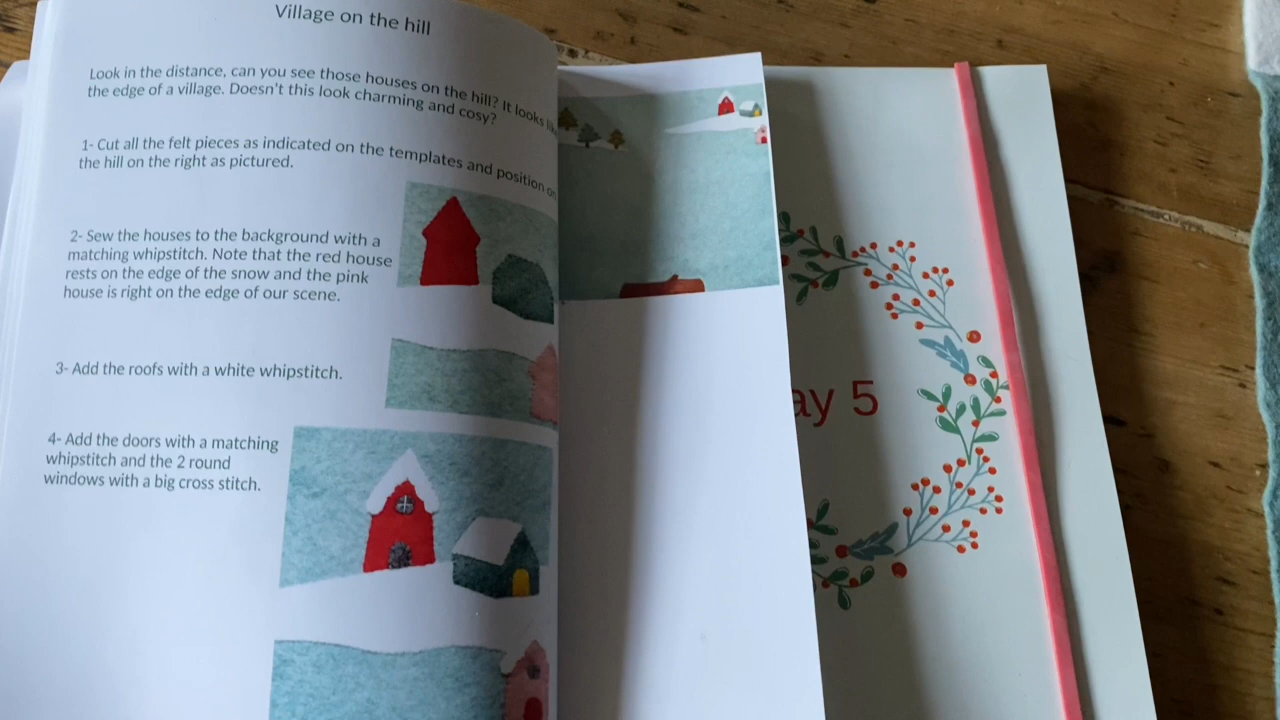 Village on the hill
Look in the distance, can you see those houses on the hill? It looks
the edge of a village. Doesn't this look charming and cosy?
1- Cut all the felt pieces as indicated on the templates and position on
the hill on the right as pictured.
2- Sew the houses to the background with a
matching whipstitch. Note that the red house
rests on the edge of the snow and the pink
house is right on the edge of our scene.
3- Add the roofs with a white whipstitch.
4- Add the doors with a matching
whipstitch and the 2 round
windows with a big cross stitch.
ay 5